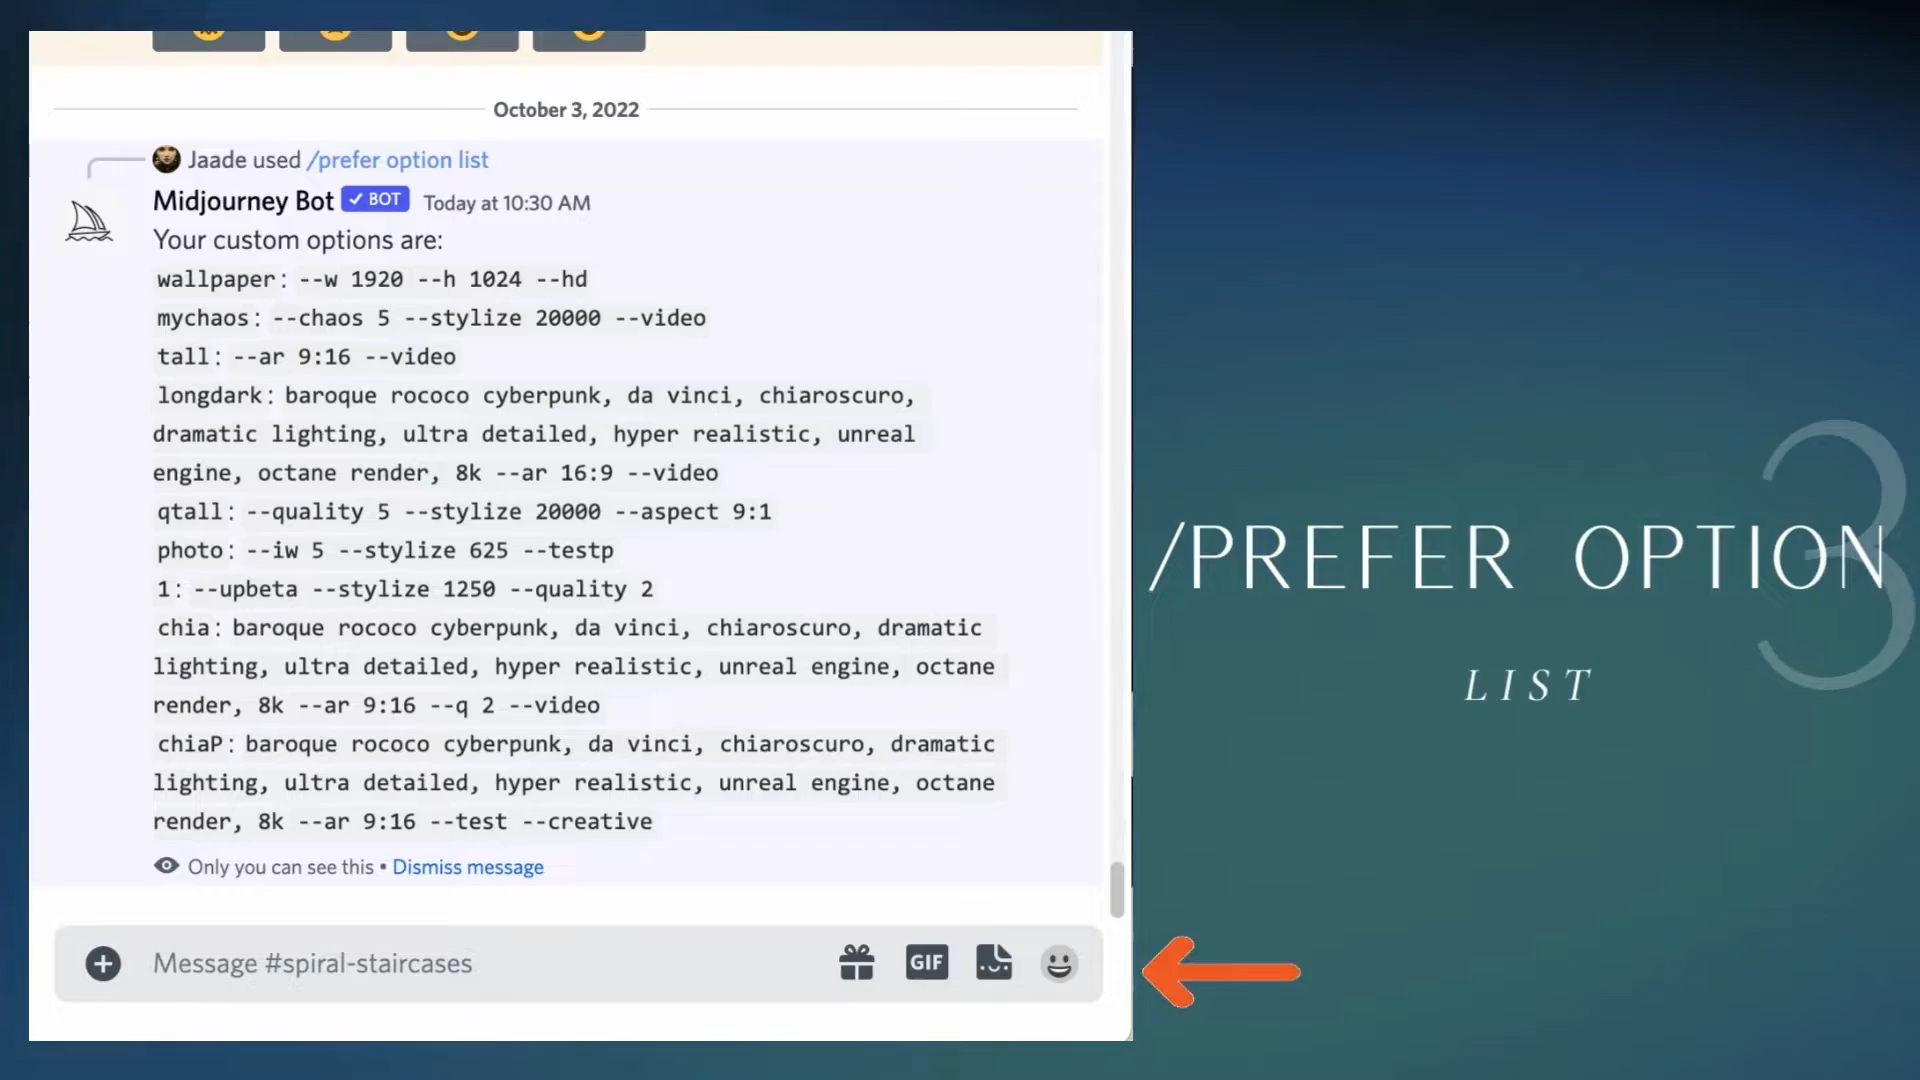 October 3, 2022
Jaade used /prefer option list
Midjourney Bot ✓ BOT Today at 10:30 AM
Your custom options are:
wallpaper: --w 1920 --h 1024 --hd
mychaos: --chaos 5 --stylize 20000 --video
tall: --ar 9:16 --video
longdark: baroque rococo cyberpunk, da vinci, chiaroscuro,
dramatic lighting, ultra detailed, hyper realistic, unreal
engine, octane render, 8k --ar 16:9 --video
qtall: --quality 5 --stylize 20000 --aspect 9:1
photo: --iw 5 --stylize 625 --testp
1: --upbeta --stylize 1250 --quality 2
chia: baroque rococo cyberpunk, da vinci, chiaroscuro, dramatic
lighting, ultra detailed, hyper realistic, unreal engine, octane
render, 8k --ar 9:16 --q 2 --video
chiaP: baroque rococo cyberpunk, da vinci, chiaroscuro, dramatic
lighting, ultra detailed, hyper realistic, unreal engine, octane
render, 8k --ar 9:16 --test --creative
Only you can see this • Dismiss message
Message #spiral-staircases
GIF
3
/PREFER OPTION
LIST